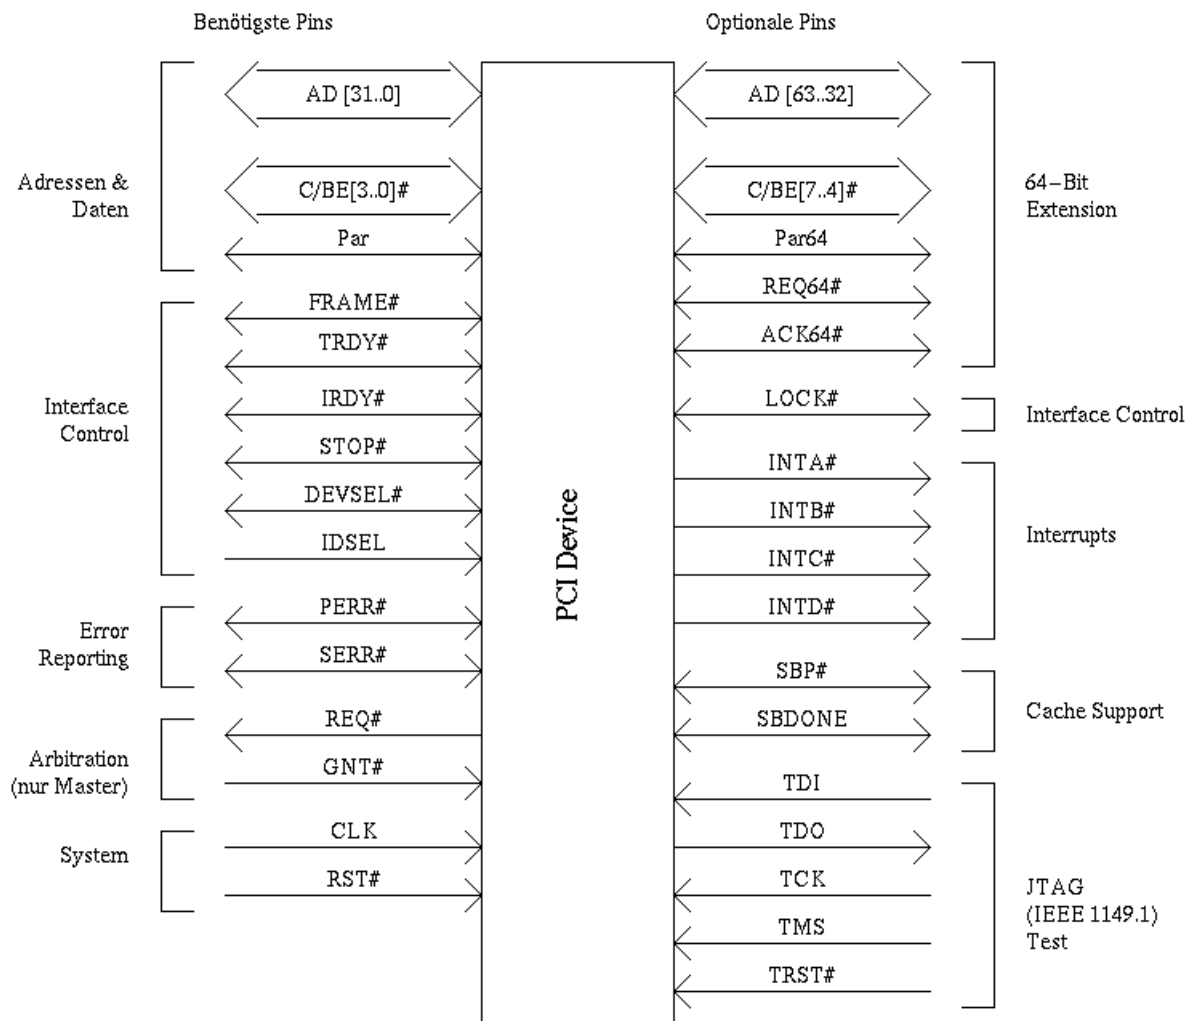 Benötigste Pins
Optionale Pins
AD [31..0]
C/BE[3..0]#
Par
Adressen &
Daten
FRAME#
TRDY#
IRDY#
STOP#
DEVSEL#
IDSEL
Interface
Control
PERR#
SERR#
Error
Reporting
REQ#
GNT#
Arbitration
(nur Master)
CLK
RST#
System
PCI Device
AD [63..32]
C/BE[7..4]#
Par64
REQ64#
ACK64#
64-Bit
Extension
LOCK#
Interface Control
INTA#
INTB#
INTC#
INTD#
Interrupts
SBP#
SBDONE
Cache Support
TDI
TDO
TCK
TMS
TRST#
JTAG
(IEEE 1149.1)
Test